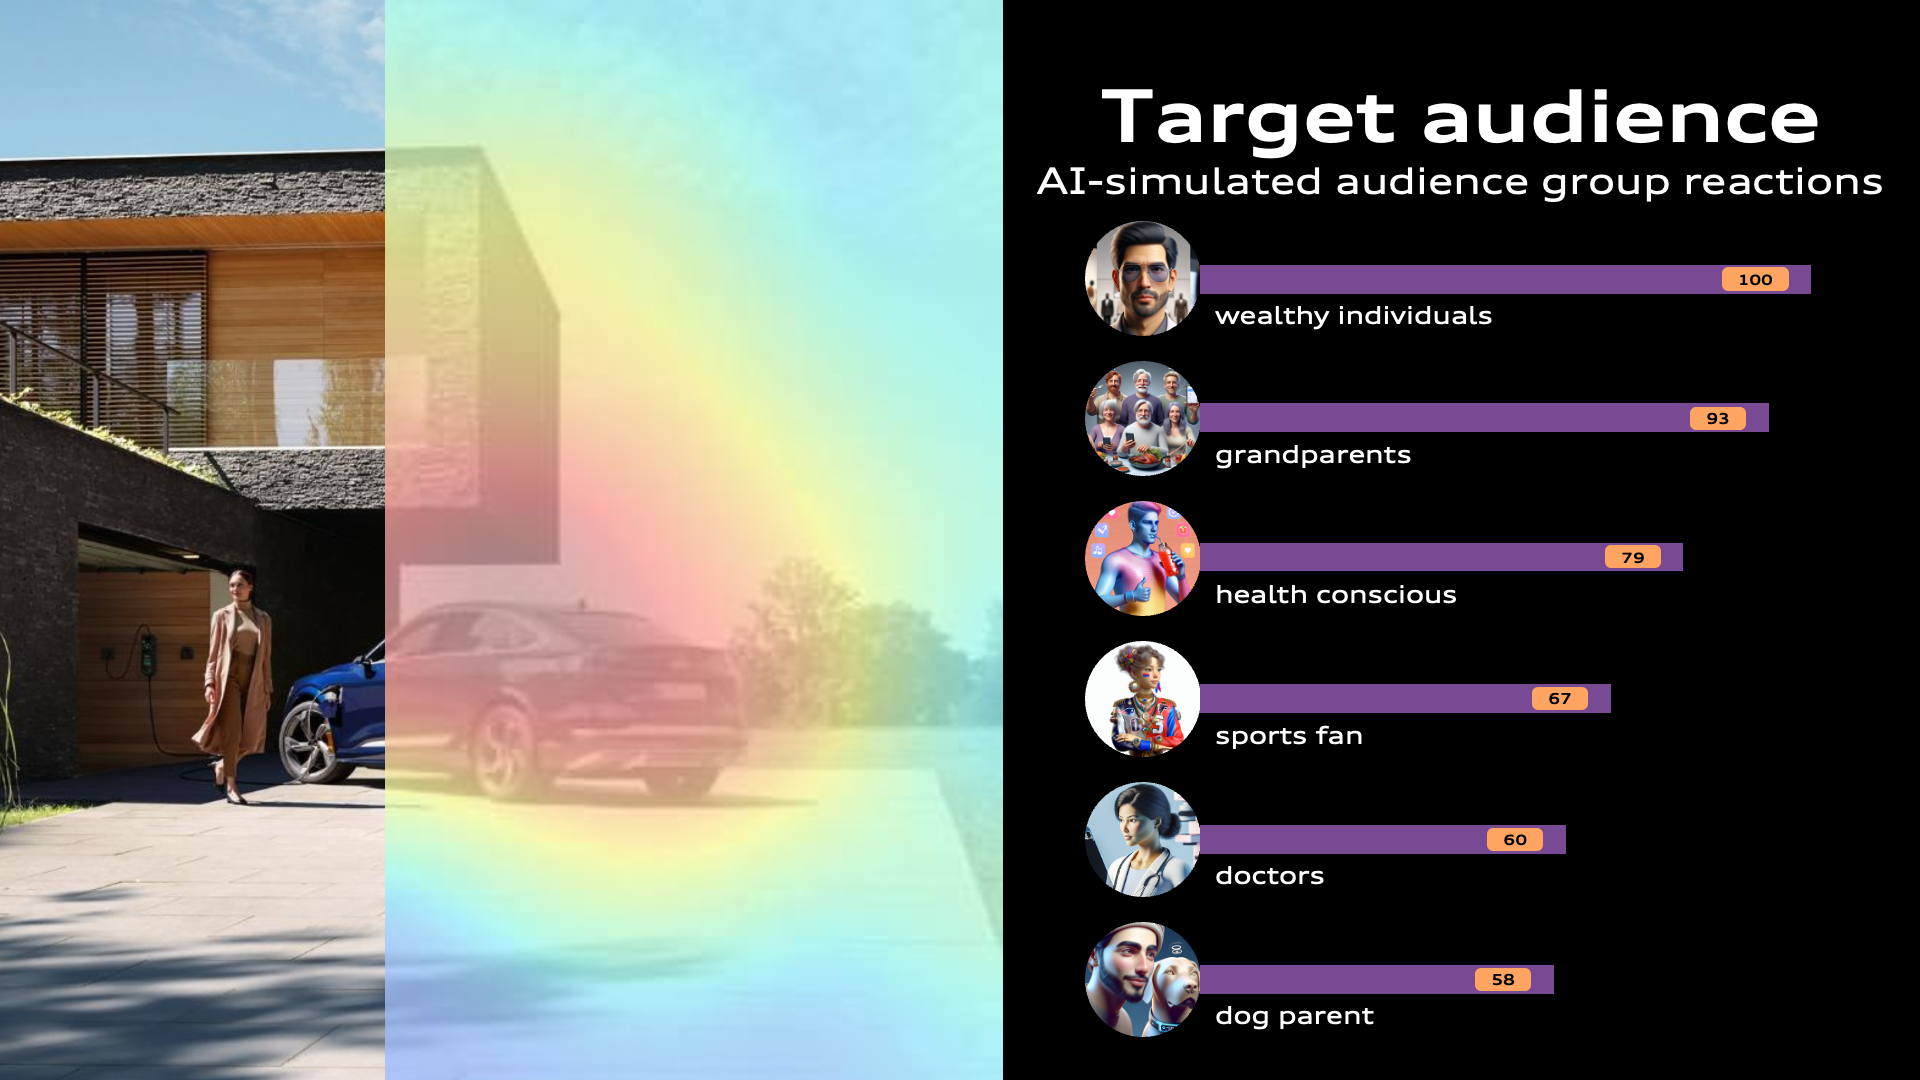 Target audience
AI-simulated audience group reactions
100
wealthy individuals
93
grandparents
79
health conscious
67
sports fan
60
doctors
58
dog parent